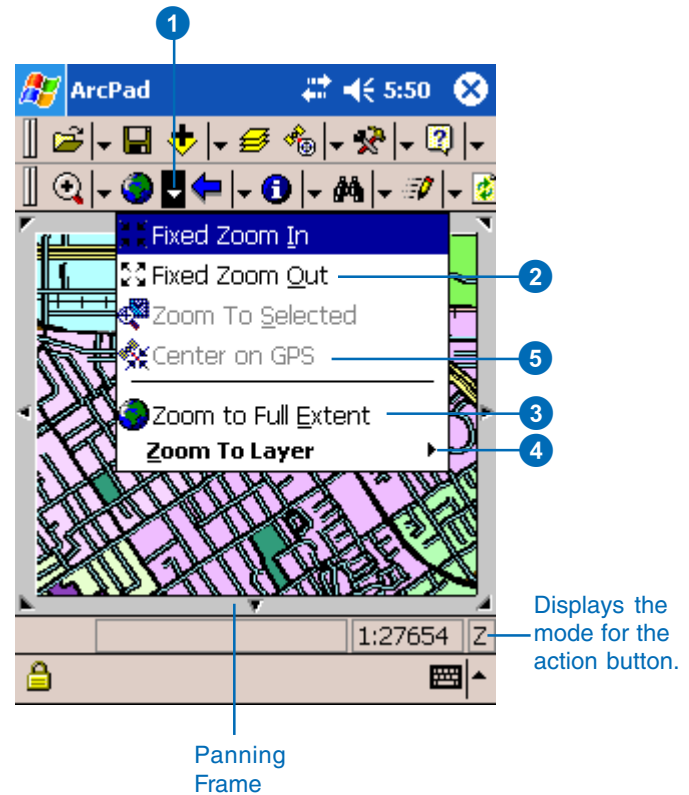 1
ArcPad 5:50
Fixed Zoom In
Fixed Zoom Out
2
Zoom To Selected
Center on GPS
5
Zoom to Full Extent
3
Zoom To Layer
4
1:27654 Z
Displays the
mode for the
action button.
Panning
Frame